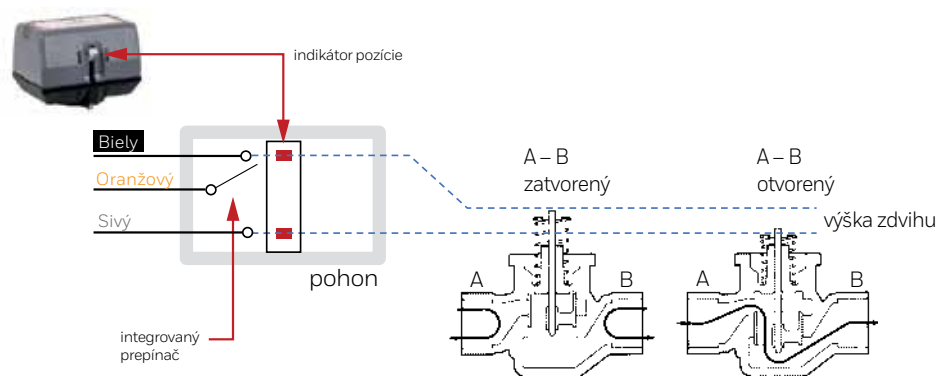 indikátor pozície
Biely
Oranžový
Sivý
pohon
integrovaný
prepínač
A – B
zatvorený
A – B
otvorený
výška zdvihu
A
B
A
B